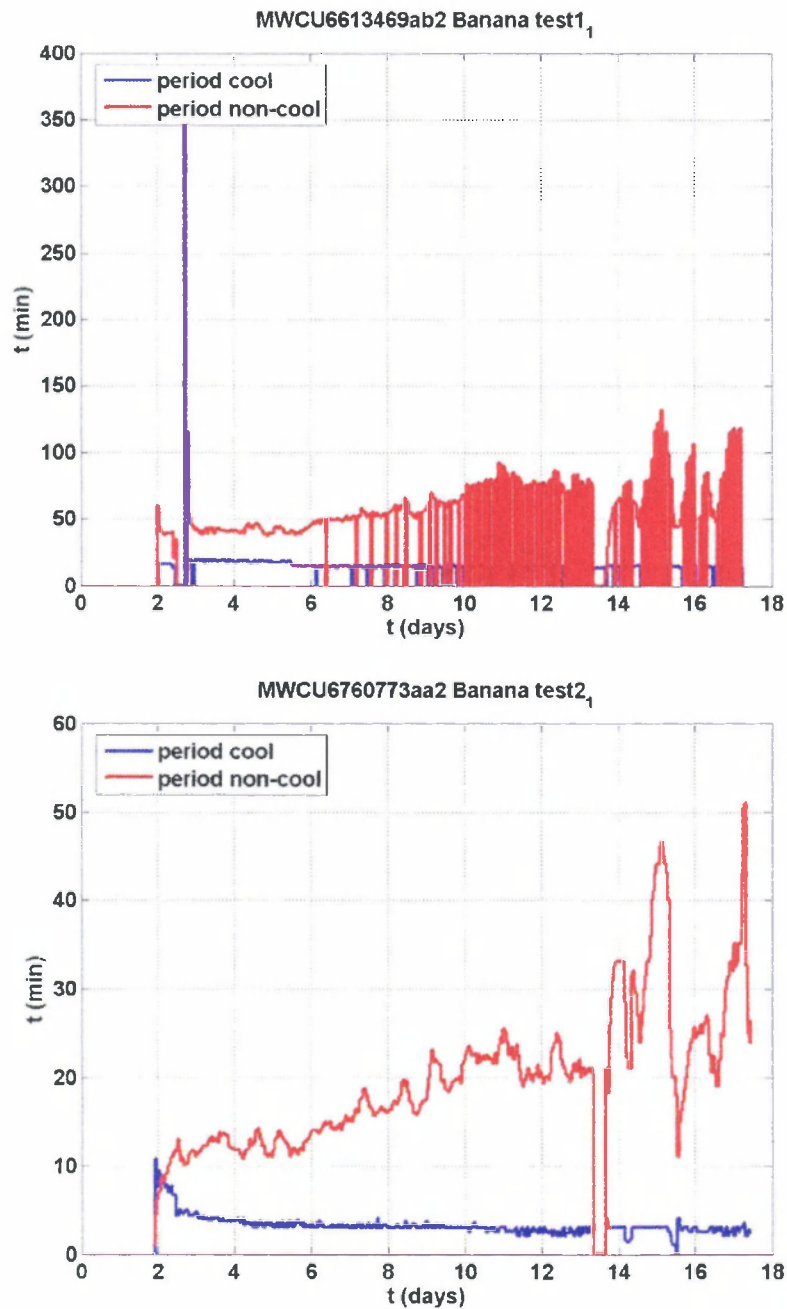 MWCU6613469ab2 Banana test1₁
period cool
period non-cool
400
350
300
250
200
150
100
50
0
t (min)
0 2 4 6 8 10 12 14 16 18
t (days)
MWCU6760773aa2 Banana test2₁
period cool
period non-cool
60
50
40
30
20
10
0
t (min)
0 2 4 6 8 10 12 14 16 18
t (days)